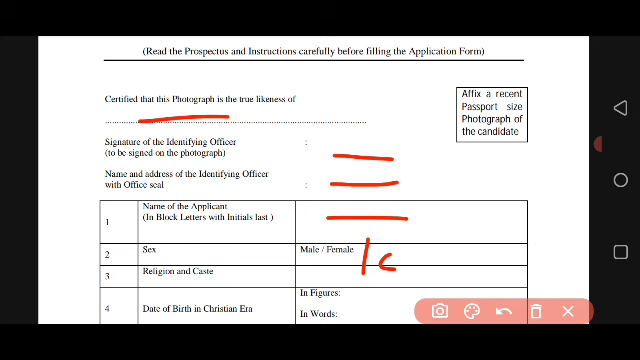 (Read the Prospectus and Instructions carefully before filling the Application Form)
Certified that this Photograph is the true likeness of
Affix a recent
Passport size
Photograph of
the candidate
Signature of the Identifying Officer :
(to be signed on the photograph)
Name and address of the Identifying Officer
with Office seal :
1 Name of the Applicant
(In Block Letters with Initials last )
2 Sex Male / Female
3 Religion and Caste
4 Date of Birth in Christian Era In Figures:
In Words: